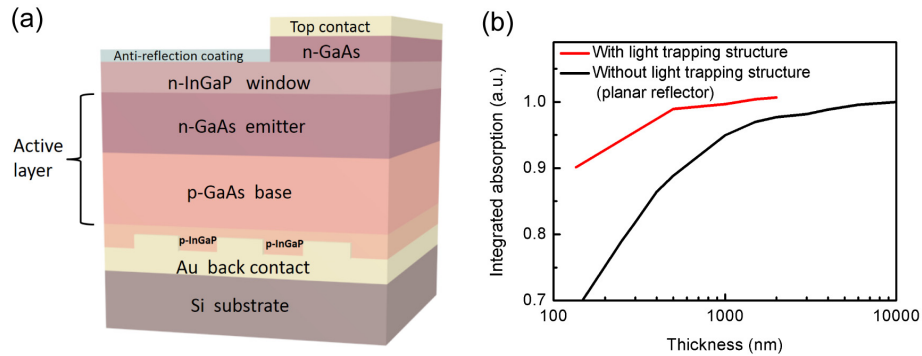 (a)
Top contact
Anti-reflection coating
n-GaAs
n-InGaP window
Active
layer
n-GaAs emitter
p-GaAs base
p-InGaP
p-InGaP
Au back contact
Si substrate
(b)
With light trapping structure
Without light trapping structure
(planar reflector)
Integrated absorption (a.u.)
1.0
0.9
0.8
0.7
100
1000
10000
Thickness (nm)